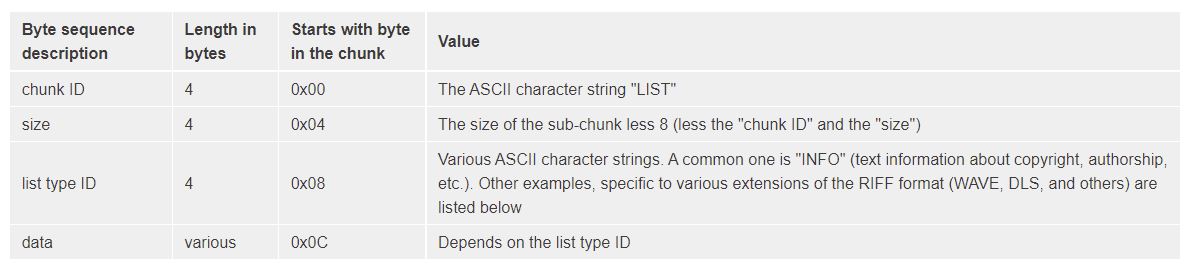 Byte sequence description Length in bytes Starts with byte in the chunk Value
chunk ID 4 0x00 The ASCII character string "LIST"
size 4 0x04 The size of the sub-chunk less 8 (less the "chunk ID" and the "size")
list type ID 4 0x08 Various ASCII character strings. A common one is "INFO" (text information about copyright, authorship,
etc.). Other examples, specific to various extensions of the RIFF format (WAVE, DLS, and others) are
listed below
data various 0x0C Depends on the list type ID